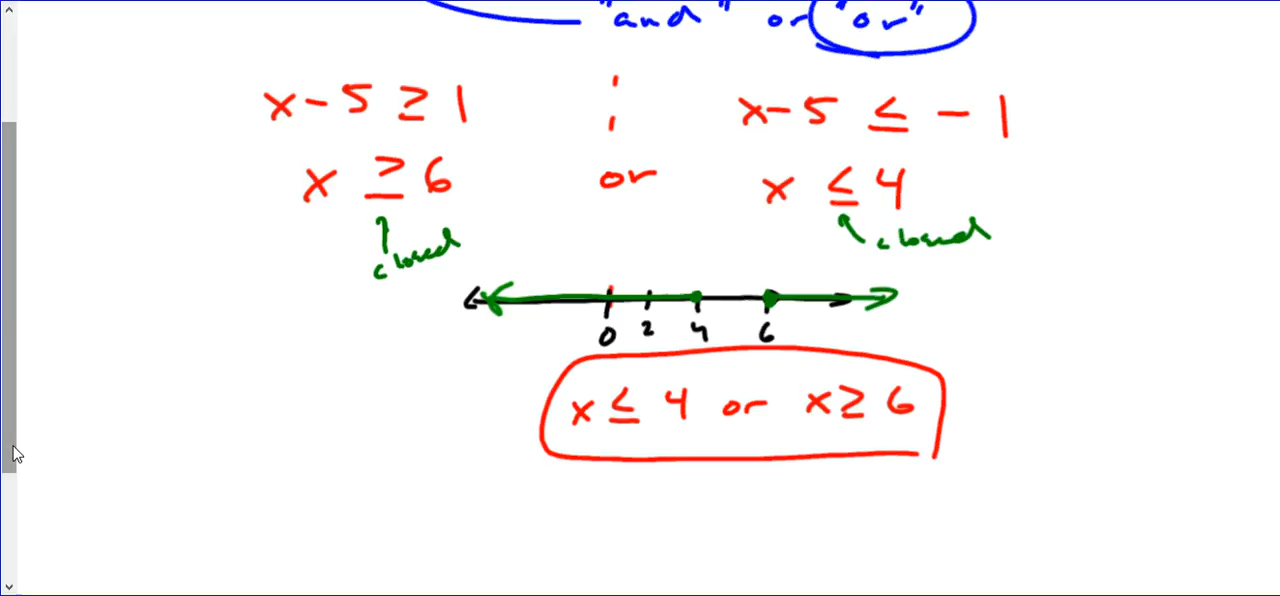 "and" or "or"
x - 5 ≥ 1 x - 5 ≤ - 1
x ≥ 6 or x ≤ 4
closed closed
0 2 4 6
x ≤ 4 or x ≥ 6